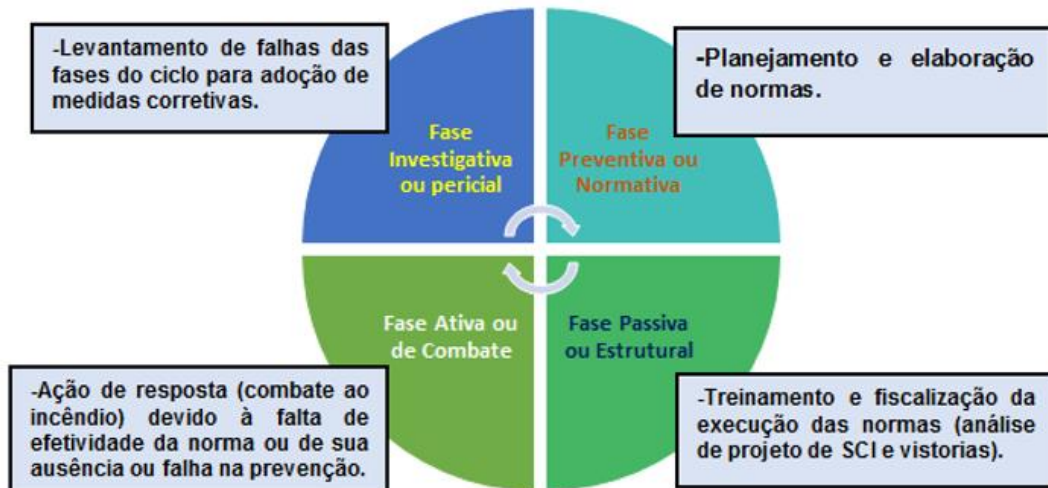 -Levantamento de falhas das
fases do ciclo para adoção de
medidas corretivas.
-Planejamento e elaboração
de normas.
Fase
Investigativa
ou pericial
Fase
Preventiva ou
Normativa
Fase Ativa ou
de Combate
Fase Passiva
ou Estrutural
-Ação de resposta (combate ao
incêndio) devido à falta de
efetividade da norma ou de sua
ausência ou falha na prevenção.
-Treinamento e fiscalização da
execução das normas (análise
de projeto de SCI e vistorias).